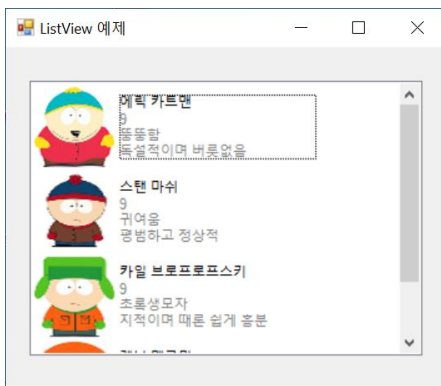 ListView 예제
에릭 카트맨
9
뚱뚱함
독설적이며 버릇없음
스탠 마쉬
9
귀여움
평범하고 정상적
카일 브로프로프스키
9
초록생모자
지적이며 때론 쉽게 흥분